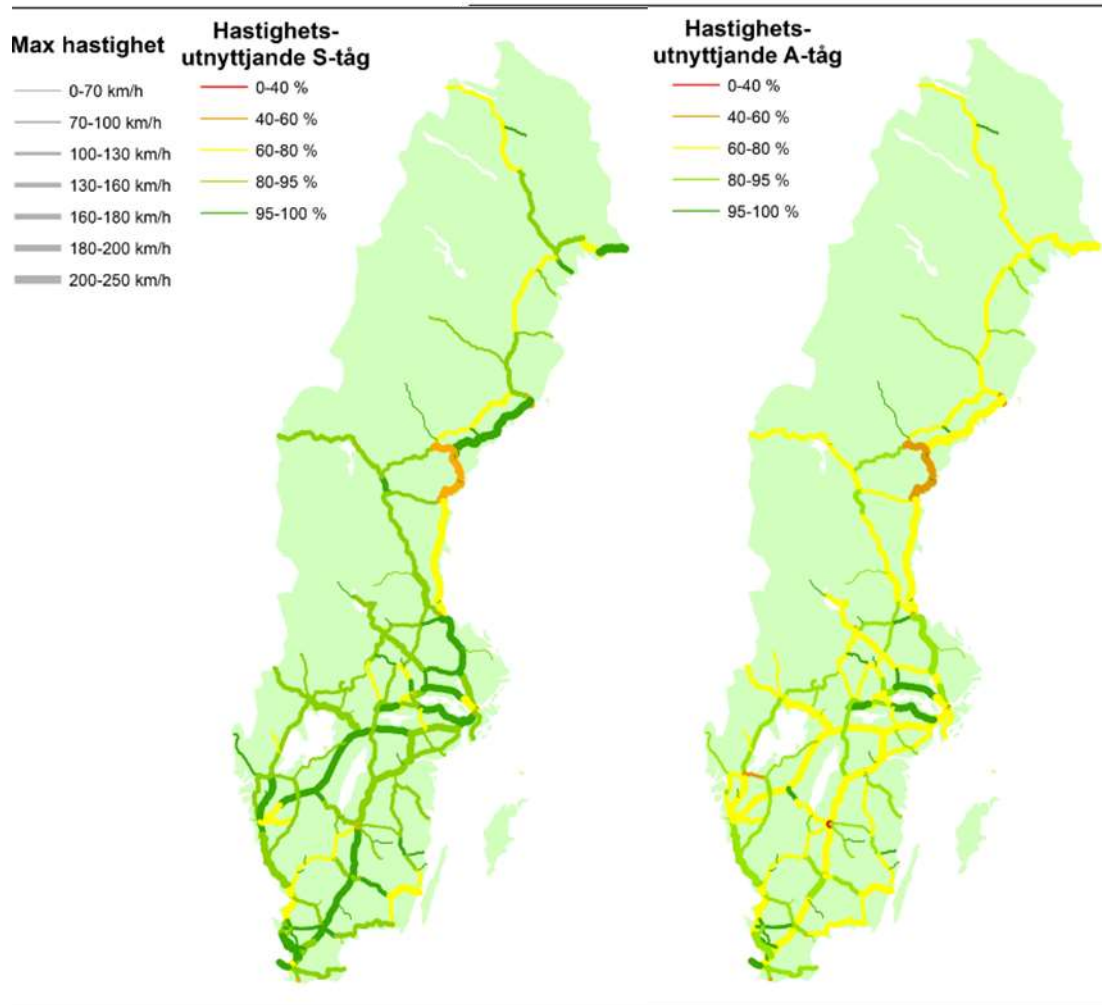 Max hastighet
0-70 km/h
70-100 km/h
100-130 km/h
130-160 km/h
160-180 km/h
180-200 km/h
200-250 km/h
Hastighets-
utnyttjande S-tåg
0-40 %
40-60 %
60-80 %
80-95 %
95-100 %
Hastighets-
utnyttjande A-tåg
0-40 %
40-60 %
60-80 %
80-95 %
95-100 %